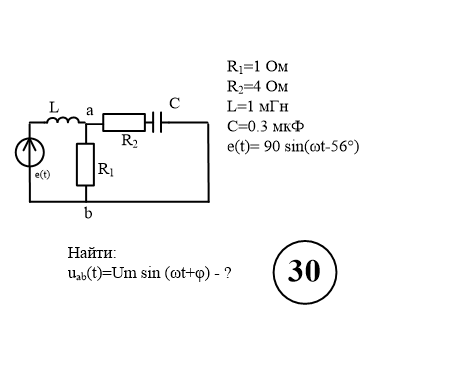 R₁=1 Ом
R₂=4 Ом
L=1 мГн
C=0.3 мкФ
e(t)= 90 sin(ωt-56°)
L
a
C
R₂
e(t)
R₁
b
Найти:
uₐb(t)=Um sin (ωt+φ) - ?
30